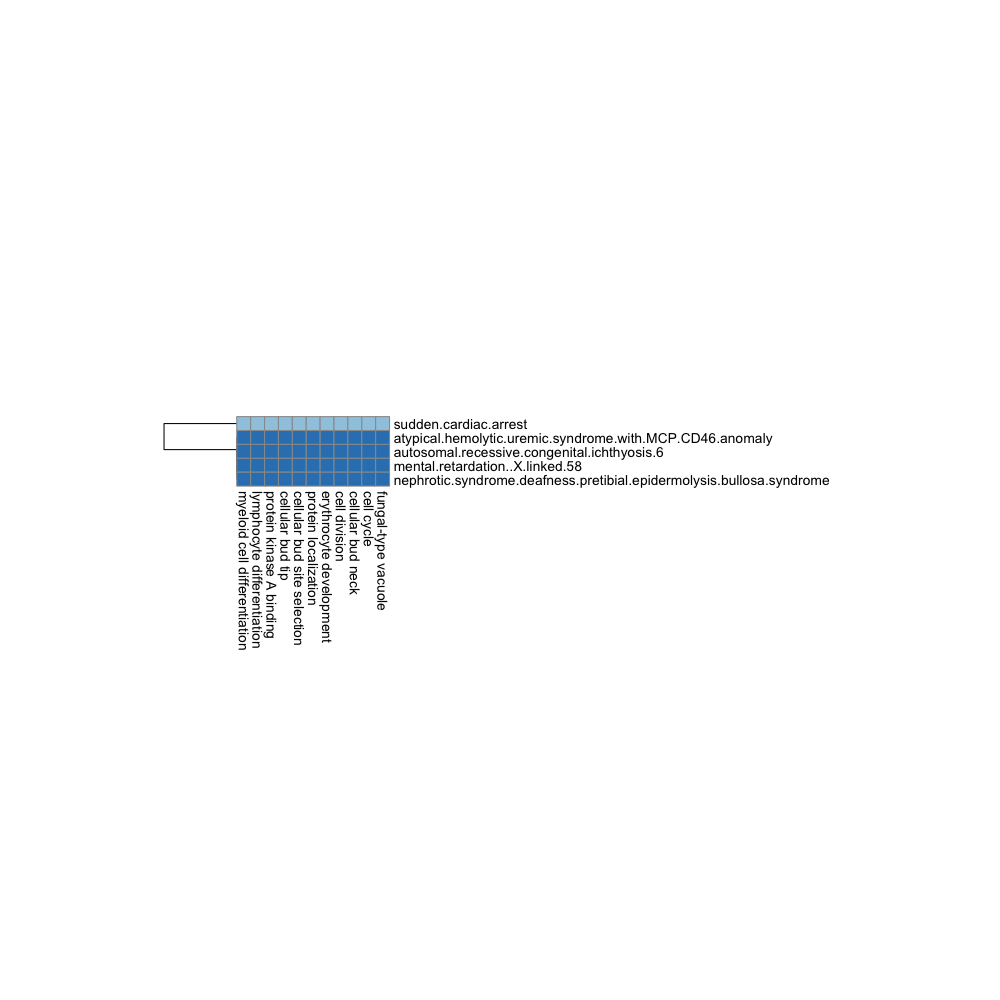 sudden.cardiac.arrest
atypical.hemolytic.uremic.syndrome.with.MCP.CD46.anomaly
autosomal.recessive.congenital.ichthyosis.6
mental.retardation..X.linked.58
nephrotic.syndrome.deafness.pretibial.epidermolysis.bullosa.syndrome
myeloid cell differentiation
lymphocyte differentiation
protein kinase A binding
cellular bud tip
cellular bud site selection
protein localization
erythrocyte development
cell division
cellular bud neck
cell cycle
fungal-type vacuole